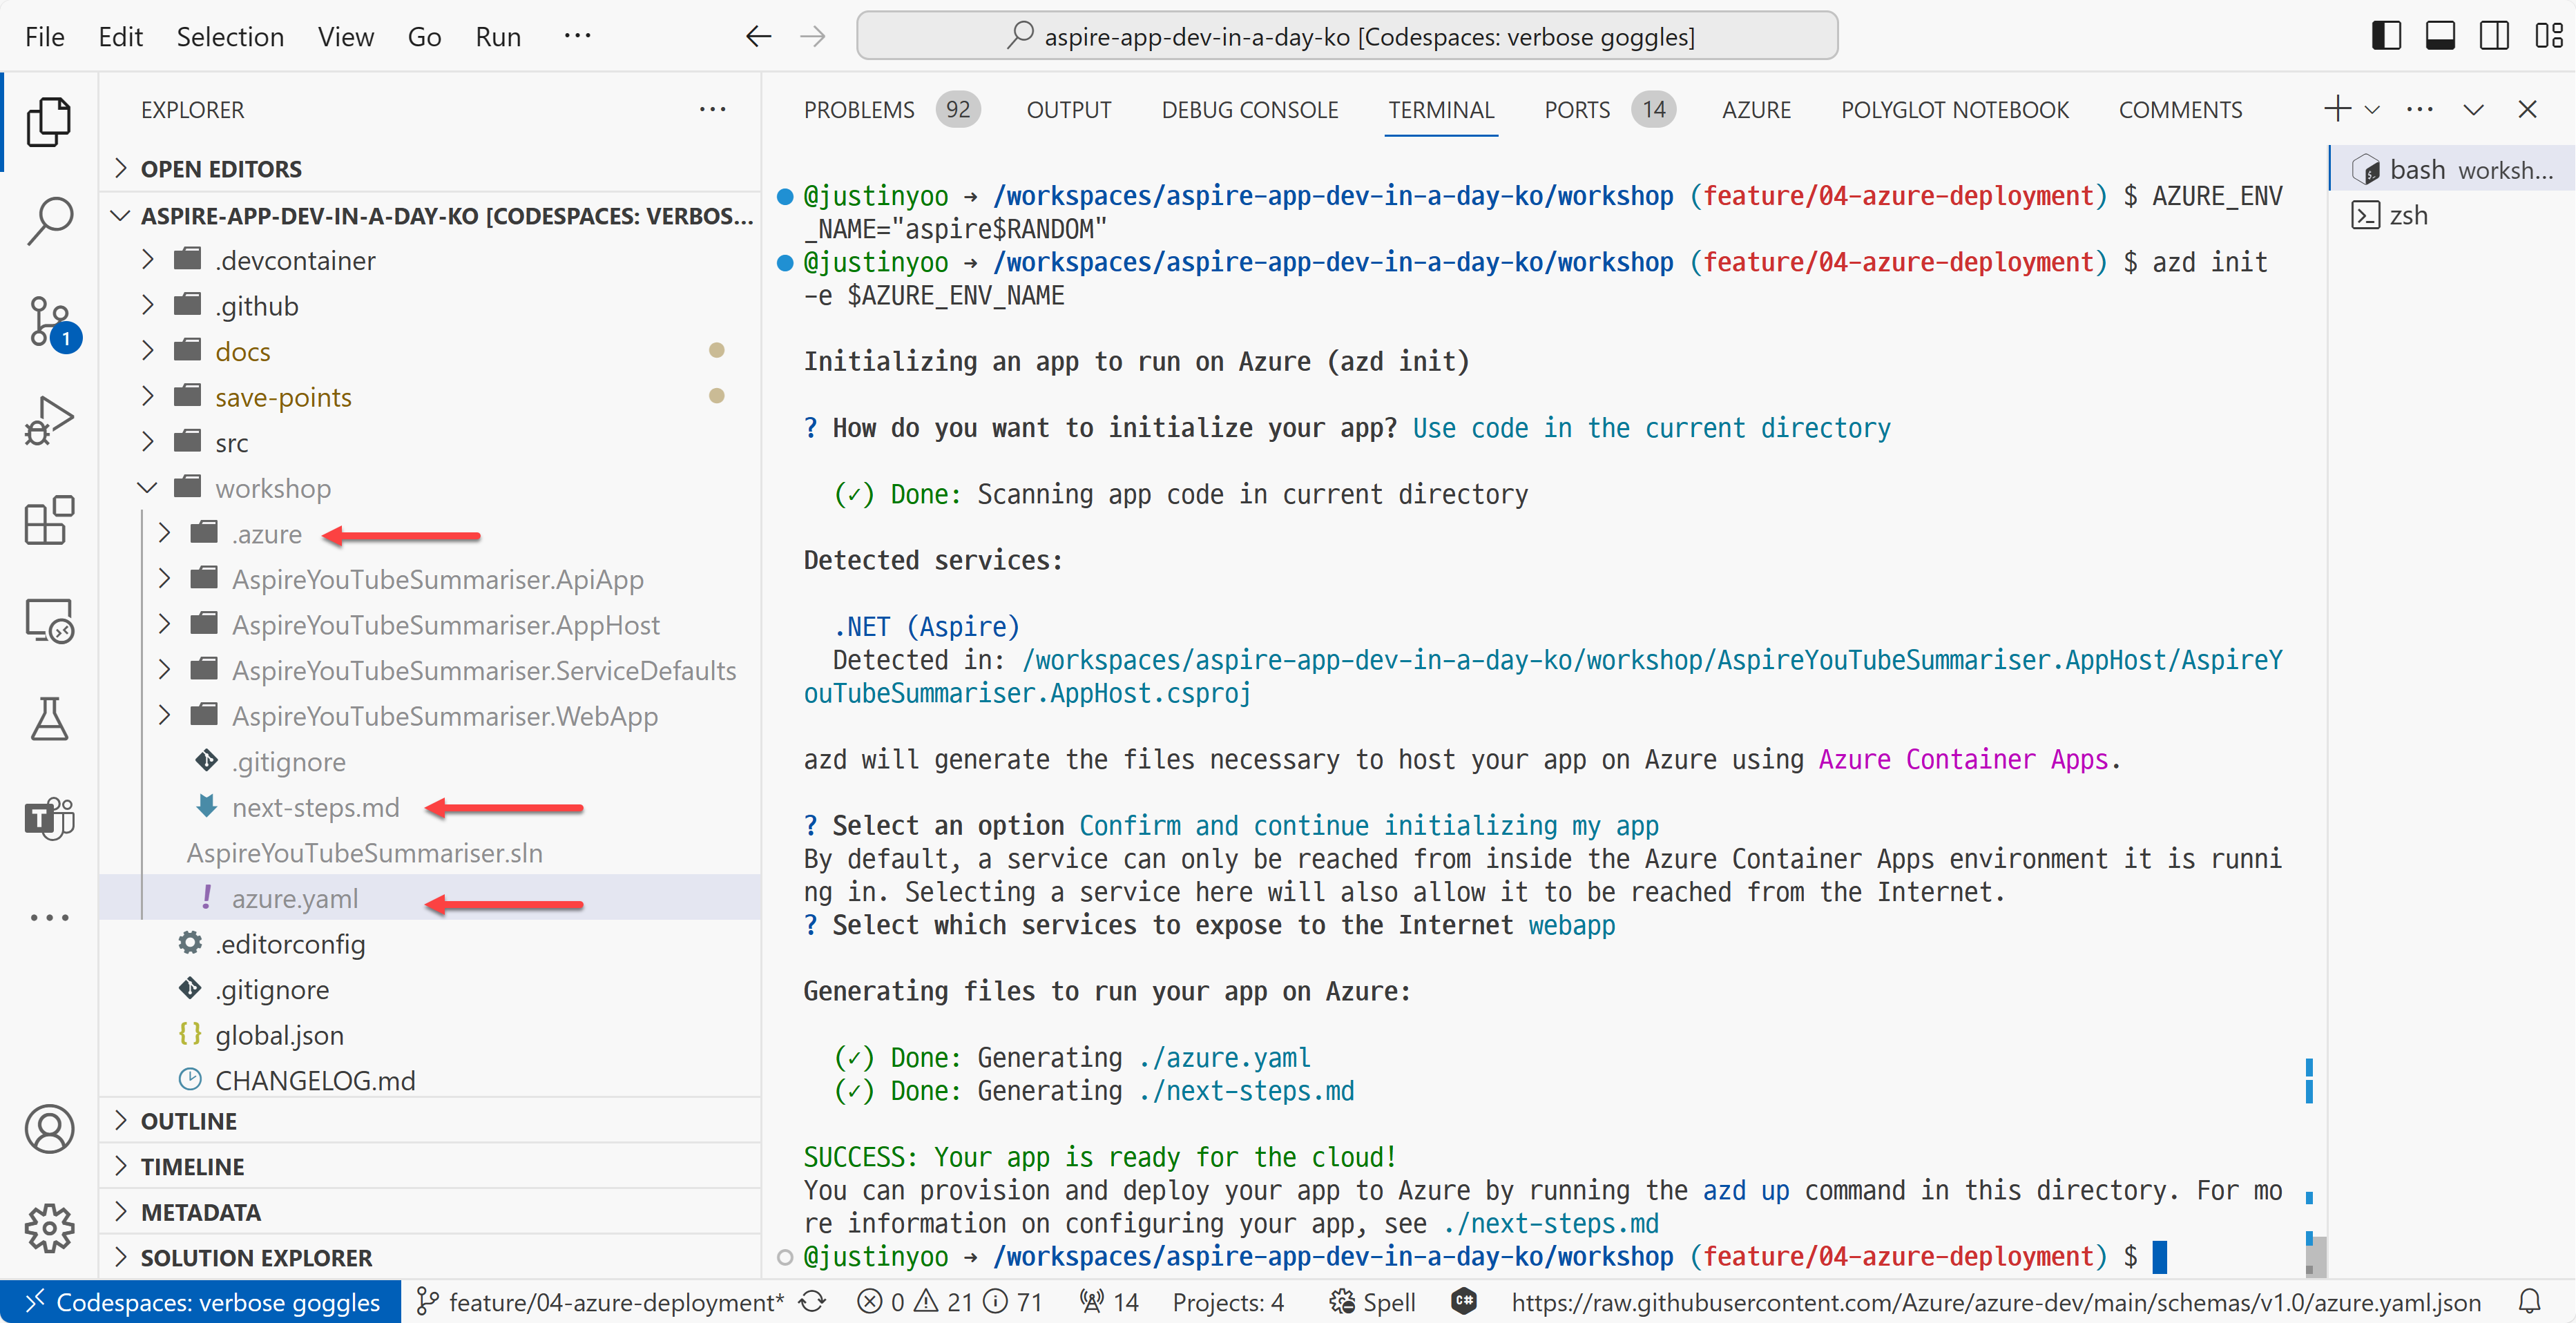 File Edit Selection View Go Run ···
aspire-app-dev-in-a-day-ko [Codespaces: verbose goggles]
EXPLORER
OPEN EDITORS
ASPIRE-APP-DEV-IN-A-DAY-KO [CODESPACES: VERBOS...
.devcontainer
.github
docs
save-points
src
workshop
.azure
AspireYouTubeSummariser.ApiApp
AspireYouTubeSummariser.AppHost
AspireYouTubeSummariser.ServiceDefaults
AspireYouTubeSummariser.WebApp
.gitignore
next-steps.md
AspireYouTubeSummariser.sln
azure.yaml
.editorconfig
.gitignore
global.json
CHANGELOG.md
OUTLINE
TIMELINE
METADATA
SOLUTION EXPLORER
1
PROBLEMS 92 OUTPUT DEBUG CONSOLE TERMINAL PORTS 14 AZURE POLYGLOT NOTEBOOK COMMENTS
@justinyoo → /workspaces/aspire-app-dev-in-a-day-ko/workshop (feature/04-azure-deployment) $ AZURE_ENV
_NAME="aspire$RANDOM"
@justinyoo → /workspaces/aspire-app-dev-in-a-day-ko/workshop (feature/04-azure-deployment) $ azd init
-e $AZURE_ENV_NAME
Initializing an app to run on Azure (azd init)
? How do you want to initialize your app? Use code in the current directory
(✓) Done: Scanning app code in current directory
Detected services:
.NET (Aspire)
Detected in: /workspaces/aspire-app-dev-in-a-day-ko/workshop/AspireYouTubeSummariser.AppHost/AspireY
ouTubeSummariser.AppHost.csproj
azd will generate the files necessary to host your app on Azure using Azure Container Apps.
? Select an option Confirm and continue initializing my app
By default, a service can only be reached from inside the Azure Container Apps environment it is runni
ng in. Selecting a service here will also allow it to be reached from the Internet.
? Select which services to expose to the Internet webapp
Generating files to run your app on Azure:
(✓) Done: Generating ./azure.yaml
(✓) Done: Generating ./next-steps.md
SUCCESS: Your app is ready for the cloud!
You can provision and deploy your app to Azure by running the azd up command in this directory. For mo
re information on configuring your app, see ./next-steps.md
@justinyoo → /workspaces/aspire-app-dev-in-a-day-ko/workshop (feature/04-azure-deployment) $
bash worksh...
zsh
Codespaces: verbose goggles feature/04-azure-deployment* 0 21 71 14 Projects: 4 Spell C# https://raw.githubusercontent.com/Azure/azure-dev/main/schemas/v1.0/azure.yaml.json